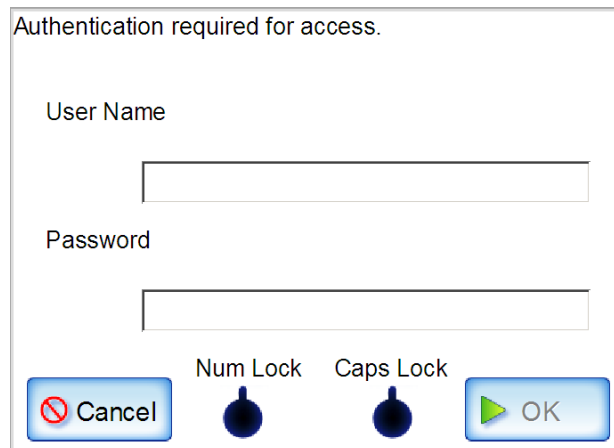 Authentication required for access.
User Name
Password
Num Lock Caps Lock
Cancel OK